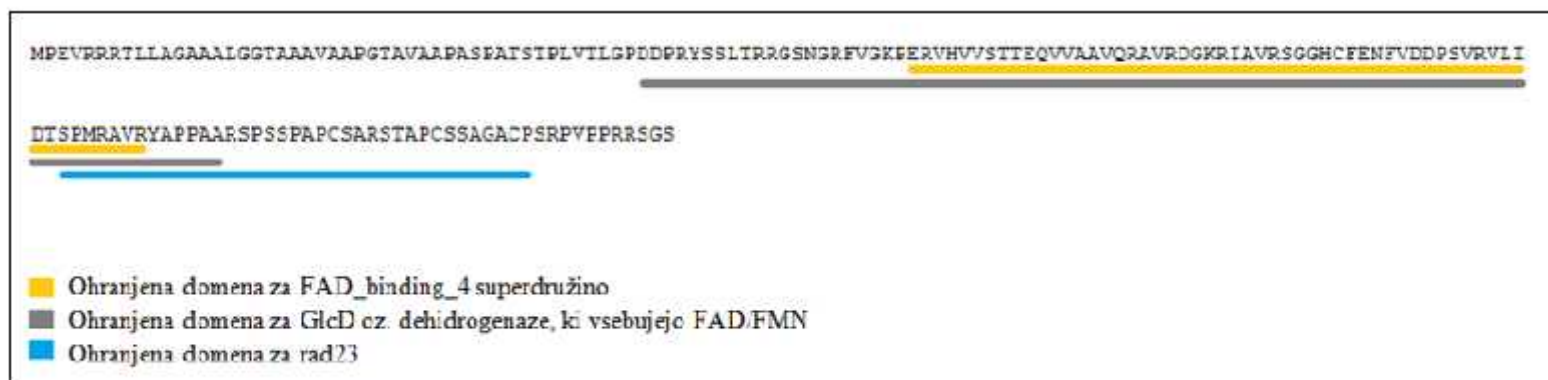 MPEVRRRTLLAGAAALGGTAAAVAAPGTAVAAPASPATSTPLVTLGPDDPRYSSLTRRGSNGRFVGKPERVHVVSTTEQVVAAVQRAVRDGKRIAVRSGGHCFENFVDDPSVRVLI
DTSPMRAVRYAPPAARSPSSPAPCSARSTAPCSSAGACPSRPVPPRRSGS
Ohranjena domena za FAD_binding_4 superdružino
Ohranjena domena za GlcD oz. dehidrogenaze, ki vsebujejo FAD/FMN
Ohranjena domena za rad23